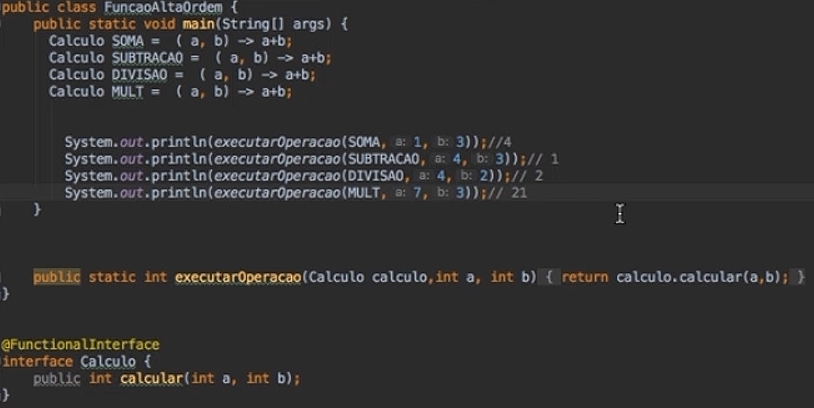 public class FuncaoAltaOrdem {
public static void main(String[] args) {
Calculo SOMA = ( a, b) -> a+b;
Calculo SUBTRACAO = ( a, b) -> a+b;
Calculo DIVISAO = ( a, b) -> a+b;
Calculo MULT = ( a, b) -> a+b;
System.out.println(executarOperacao(SOMA, a: 1, b: 3));//4
System.out.println(executarOperacao(SUBTRACAO, a: 4, b: 3));// 1
System.out.println(executarOperacao(DIVISAO, a: 4, b: 2));// 2
System.out.println(executarOperacao(MULT, a: 7, b: 3));// 21
}
public static int executarOperacao(Calculo calculo,int a, int b) { return calculo.calcular(a,b); }
}
@FunctionalInterface
interface Calculo {
public int calcular(int a, int b);
}